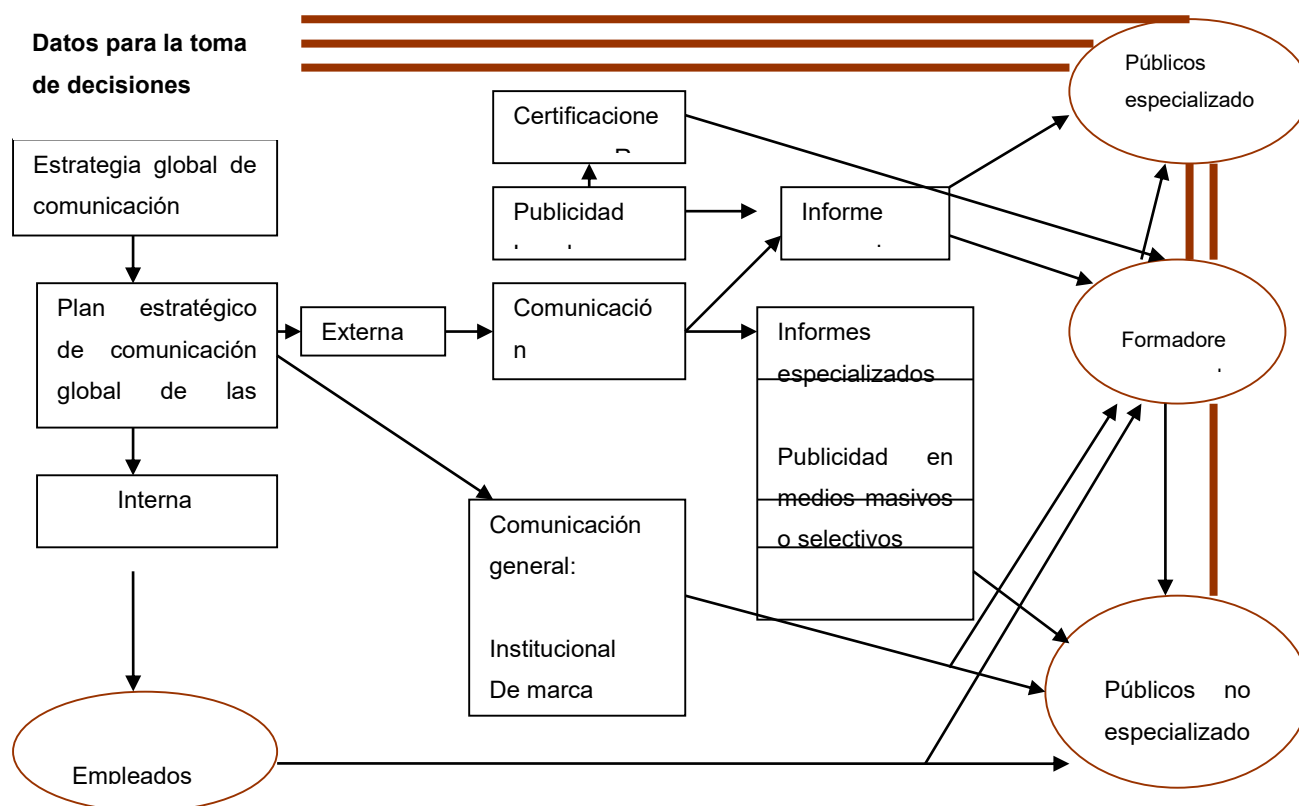 Datos para la toma
de decisiones
Públicos
especializado
Certificacione
Estrategia global de
comunicación
Publicidad
Informe
Plan estratégico
de comunicación
global de las
Externa
Comunicació
n
Informes
especializados
Publicidad en
medios masivos
o selectivos
Formadore
Interna
Comunicación
general:
Institucional
De marca
Públicos no
especializado
Empleados